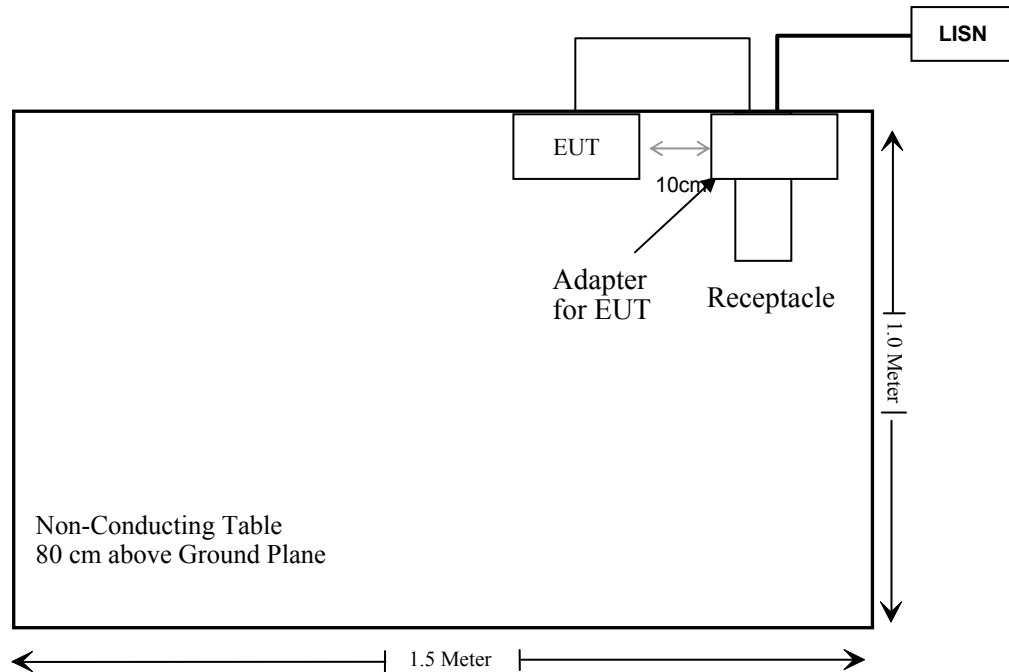 LISN
EUT
10cm
Adapter
for EUT
Receptacle
1.0 Meter
Non-Conducting Table
80 cm above Ground Plane
1.5 Meter